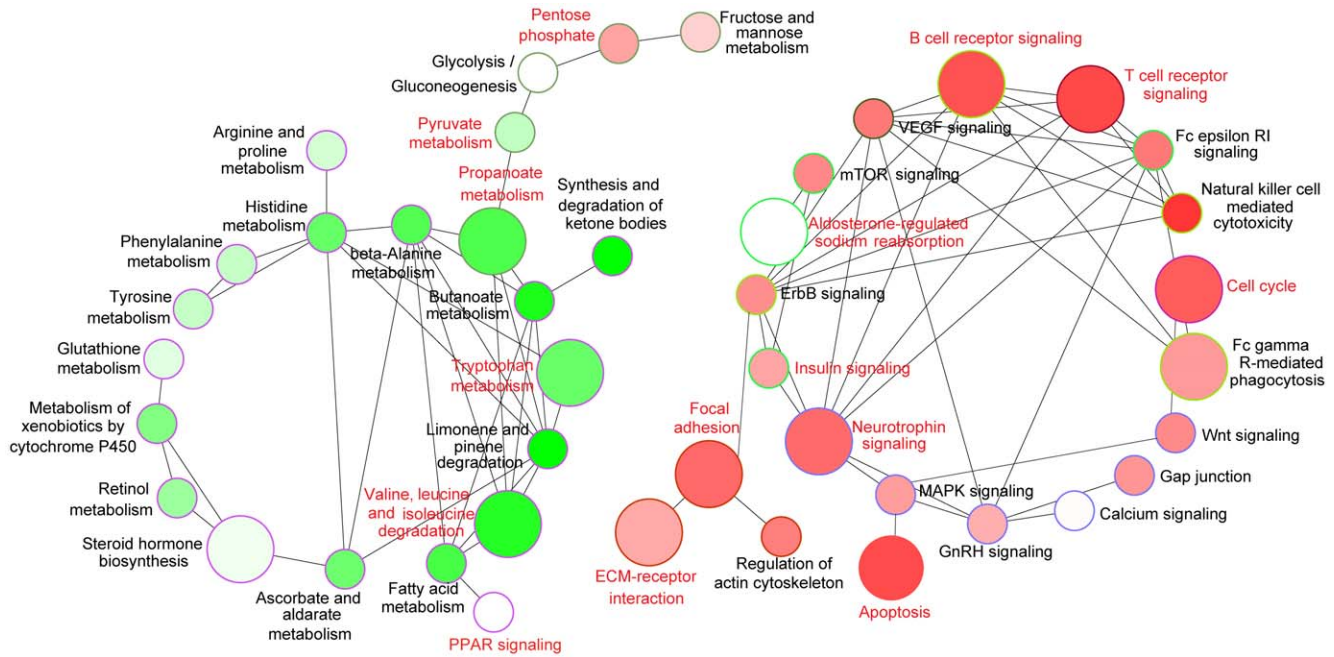 Pentose
phosphate
Fructose and
mannose
metabolism
Glycolysis /
Gluconeogenesis
Pyruvate
metabolism
Propanoate
metabolism
Synthesis and
degradation of
ketone bodies
Arginine and
proline
metabolism
Histidine
metabolism
beta-Alanine
metabolism
Phenylalanine
metabolism
Tyrosine
metabolism
Butanoate
metabolism
Glutathione
metabolism
Tryptophan
metabolism
Metabolism of
xenobiotics by
cytochrome P450
Limonene and
pinene
degradation
Retinol
metabolism
Valine, leucine
and isoleucine
degradation
Steroid hormone
biosynthesis
Ascorbate and
aldarate
metabolism
Fatty acid
metabolism
PPAR signaling
B cell receptor signaling
T cell receptor
signaling
VEGF signaling
Fc epsilon RI
signaling
mTOR signaling
Natural killer cell
mediated
cytotoxicity
Aldosterone-regulated
sodium reabsorption
ErbB signaling
Cell cycle
Fc gamma
R-mediated
phagocytosis
Insulin signaling
Focal
adhesion
Neurotrophin
signaling
Wnt signaling
Gap junction
MAPK signaling
Calcium signaling
GnRH signaling
ECM-receptor
interaction
Regulation of
actin cytoskeleton
Apoptosis